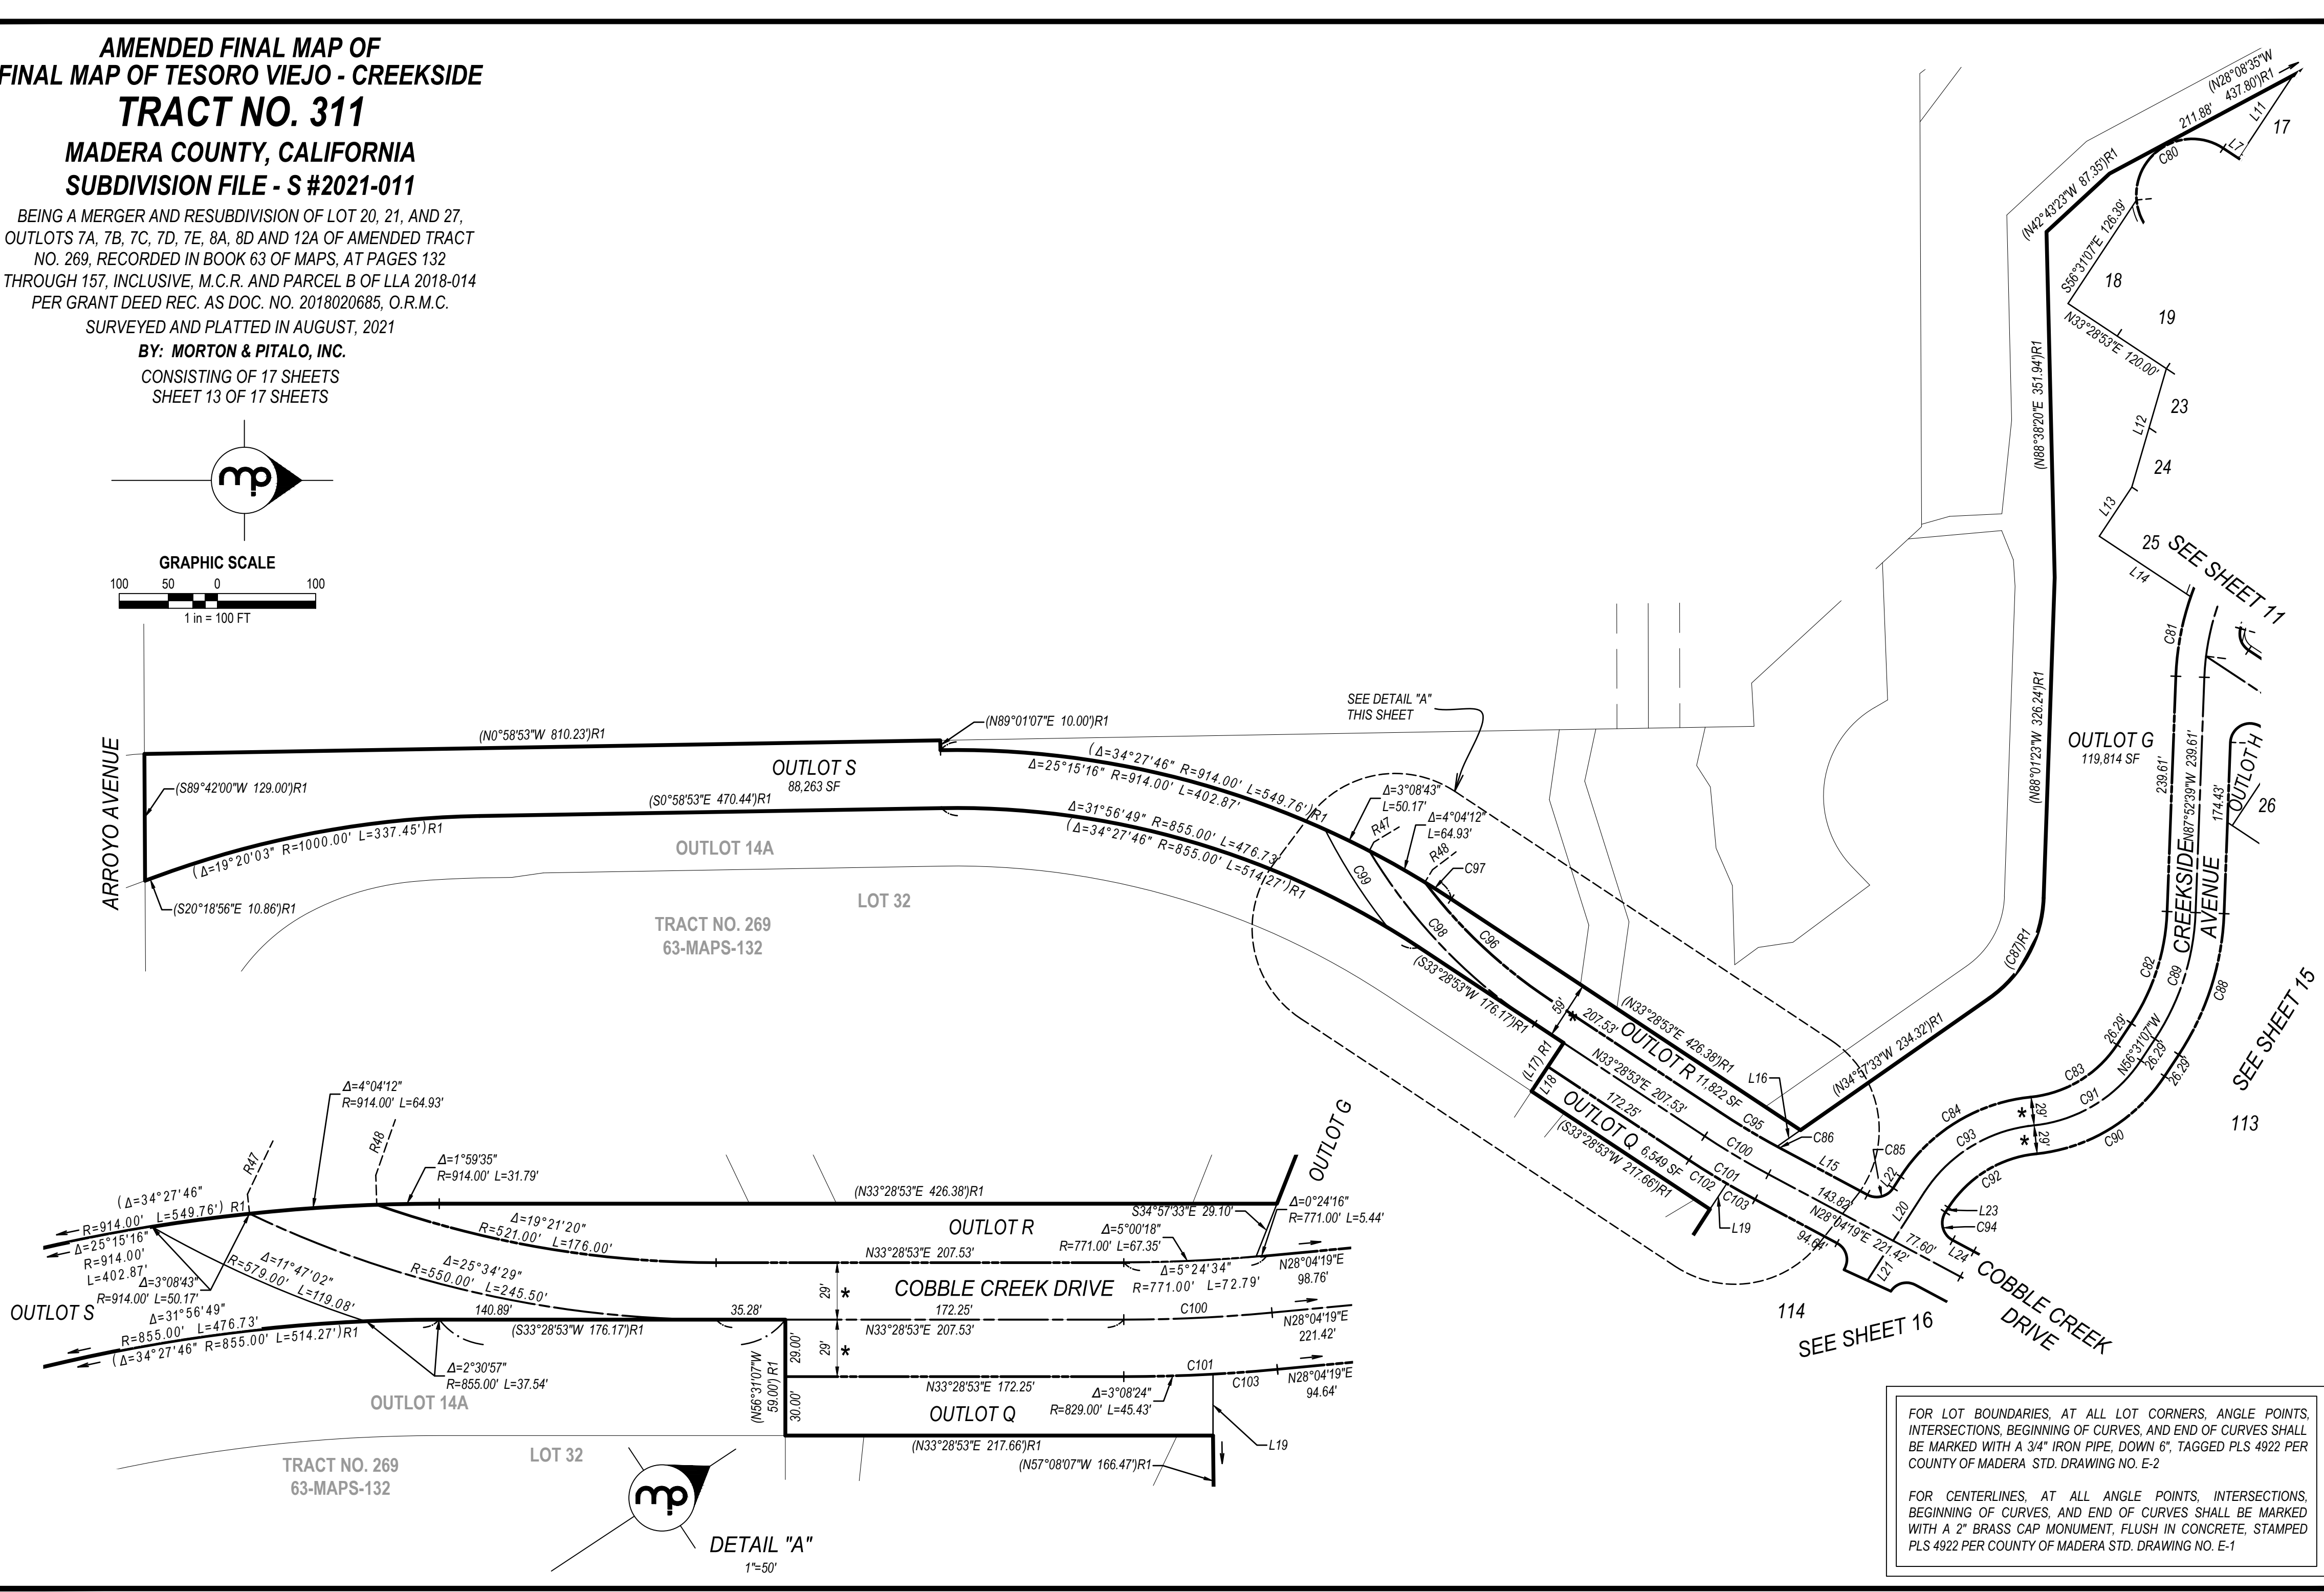 AMENDED FINAL MAP OF
FINAL MAP OF TESORO VIEJO - CREEKSIDE
TRACT NO. 311
MADERA COUNTY, CALIFORNIA
SUBDIVISION FILE - S #2021-011
BEING A MERGER AND RESUBDIVISION OF LOT 20, 21, AND 27,
OUTLOTS 7A, 7B, 7C, 7D, 7E, 8A, 8D AND 12A OF AMENDED TRACT
NO. 269, RECORDED IN BOOK 63 OF MAPS, AT PAGES 132
THROUGH 157, INCLUSIVE, M.C.R. AND PARCEL B OF LLA 2018-014
PER GRANT DEED REC. AS DOC. NO. 2018020685, O.R.M.C.
SURVEYED AND PLATTED IN AUGUST, 2021
BY: MORTON & PITALO, INC.
CONSISTING OF 17 SHEETS
SHEET 13 OF 17 SHEETS
mp
GRAPHIC SCALE
100 50 0 100
1 in = 100 FT
(N28°08'35"W
437.80')R1
211.88'
L11
17
L7
C80
(N42°43'23"W 87.35')R1
S56°31'07"E 126.39'
18
19
N33°28'53"E 120.00'
23
L12
24
L13
25
L14
SEE SHEET 11
(N88°38'20"E 351.94')R1
C81
(N88°01'23"W 326.24')R1
OUTLOT G
119,814 SF
239.61'
N87°52'39"W 239.61'
174.43'
OUTLOT H
26
CREEKSIDE
AVENUE
C82
C89
C88
(C87)R1
26.29'
N56°31'07"W
26.29'
26.29'
SEE SHEET 15
113
C83
C91
C90
C84
C93
C92
29'
*
29'
*
C85
L22
C86
L16
L15
L20
L23
C94
L24
L21
(N34°57'33"W 234.32')R1
ARROYO AVENUE
(N0°58'53"W 810.23')R1
(N89°01'07"E 10.00')R1
(S89°42'00"W 129.00')R1
OUTLOT S
88,263 SF
(S0°58'53"E 470.44')R1
(Δ=19°20'03" R=1000.00' L=337.45')R1
(S20°18'56"E 10.86')R1
OUTLOT 14A
LOT 32
TRACT NO. 269
63-MAPS-132
(Δ=34°27'46" R=914.00' L=549.76')R1
Δ=25°15'16" R=914.00' L=402.87'
Δ=31°56'49" R=855.00' L=476.73'
(Δ=34°27'46" R=855.00' L=514.27')R1
SEE DETAIL "A"
THIS SHEET
Δ=3°08'43"
L=50.17'
R47
Δ=4°04'12"
L=64.93'
R48
C97
C99
C98
C96
(S33°28'53"W 176.17')R1
59'
*
207.53'
(N33°28'53"E 426.38')R1
OUTLOT R 11,822 SF
N33°28'53"E 207.53'
(L17) R1
L18
172.25'
OUTLOT Q 6,549 SF
(S33°28'53"W 217.66')R1
C95
C100
C101
C102
C103
L19
143.82'
N28°04'19"E 221.42'
94.64'
77.60'
COBBLE CREEK
DRIVE
114
SEE SHEET 16
Δ=4°04'12"
R=914.00' L=64.93'
R47
R48
Δ=1°59'35"
R=914.00' L=31.79'
(Δ=34°27'46"
R=914.00' L=549.76') R1
Δ=25°15'16"
R=914.00'
L=402.87'
Δ=3°08'43"
R=914.00' L=50.17'
OUTLOT S
Δ=31°56'49"
R=855.00' L=476.73'
(Δ=34°27'46" R=855.00' L=514.27')R1
Δ=11°47'02"
R=579.00' L=119.08'
Δ=25°34'29"
R=550.00' L=245.50'
Δ=19°21'20"
R=521.00' L=176.00'
(N33°28'53"E 426.38')R1
OUTLOT R
N33°28'53"E 207.53'
COBBLE CREEK DRIVE
29'
*
140.89'
35.28'
(S33°28'53"W 176.17')R1
172.25'
N33°28'53"E 207.53'
29'
*
Δ=2°30'57"
R=855.00' L=37.54'
(N56°31'07"W
59.00') R1
29.00'
30.00'
N33°28'53"E 172.25'
OUTLOT Q
(N33°28'53"E 217.66')R1
(N57°08'07"W 166.47')R1
L19
OUTLOT G
S34°57'33"E 29.10'
Δ=0°24'16"
R=771.00' L=5.44'
Δ=5°00'18"
R=771.00' L=67.35'
Δ=5°24'34"
R=771.00' L=72.79'
N28°04'19"E
98.76'
C100
N28°04'19"E
221.42'
C101
C103
N28°04'19"E
94.64'
Δ=3°08'24"
R=829.00' L=45.43'
OUTLOT 14A
LOT 32
TRACT NO. 269
63-MAPS-132
mp
DETAIL "A"
1"=50'
FOR LOT BOUNDARIES, AT ALL LOT CORNERS, ANGLE POINTS,
INTERSECTIONS, BEGINNING OF CURVES, AND END OF CURVES SHALL
BE MARKED WITH A 3/4" IRON PIPE, DOWN 6", TAGGED PLS 4922 PER
COUNTY OF MADERA STD. DRAWING NO. E-2
FOR CENTERLINES, AT ALL ANGLE POINTS, INTERSECTIONS,
BEGINNING OF CURVES, AND END OF CURVES SHALL BE MARKED
WITH A 2" BRASS CAP MONUMENT, FLUSH IN CONCRETE, STAMPED
PLS 4922 PER COUNTY OF MADERA STD. DRAWING NO. E-1